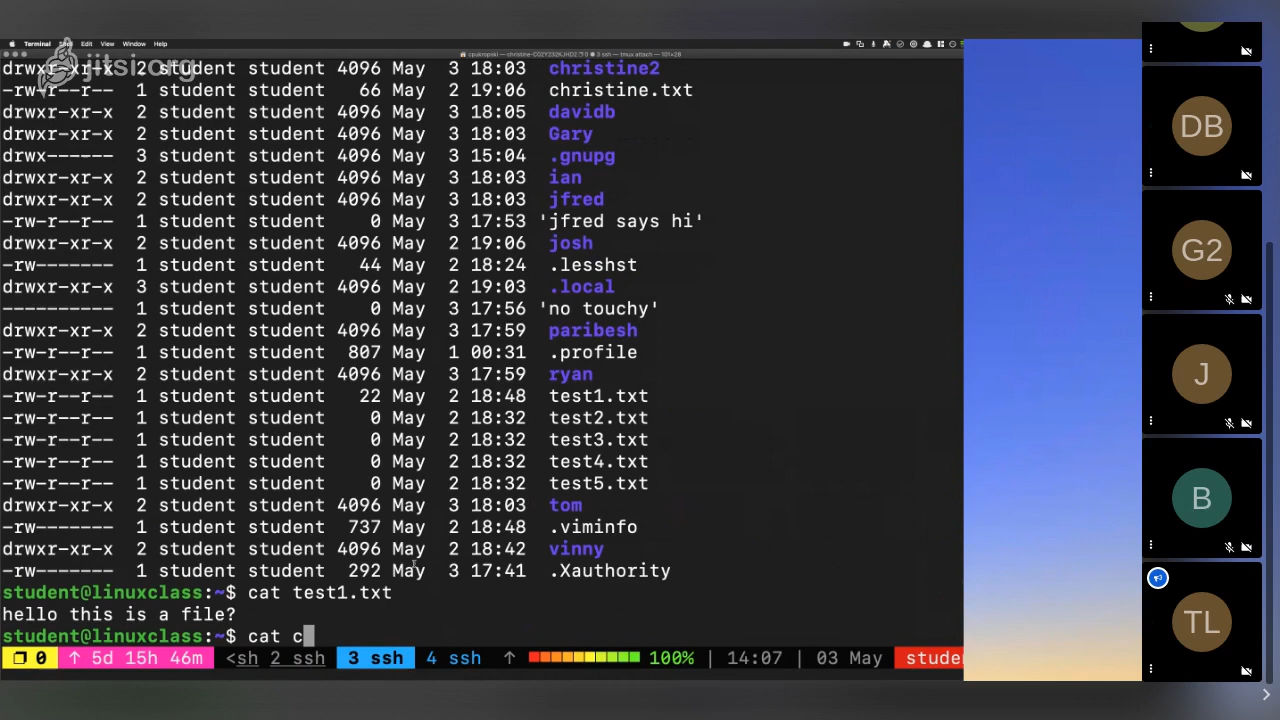 Terminal Edit View Window Help
jitsi.org
drwxr-xr-x 2 student student 4096 May 3 18:03 christine2
-rw-r--r-- 1 student student 66 May 2 19:06 christine.txt
drwxr-xr-x 2 student student 4096 May 3 18:05 davidb
drwxr-xr-x 2 student student 4096 May 3 18:03 Gary
drwx------ 3 student student 4096 May 3 15:04 .gnupg
drwxr-xr-x 2 student student 4096 May 3 18:03 ian
drwxr-xr-x 2 student student 4096 May 3 18:03 jfred
-rw-r--r-- 1 student student 0 May 3 17:53 'jfred says hi'
drwxr-xr-x 2 student student 4096 May 2 19:06 josh
-rw------- 1 student student 44 May 2 18:24 .lesshst
drwxr-xr-x 3 student student 4096 May 2 19:03 .local
---------- 1 student student 0 May 3 17:56 'no touchy'
drwxr-xr-x 2 student student 4096 May 3 17:59 paribesh
-rw-r--r-- 1 student student 807 May 1 00:31 .profile
drwxr-xr-x 2 student student 4096 May 3 17:59 ryan
-rw-r--r-- 1 student student 22 May 2 18:48 test1.txt
-rw-r--r-- 1 student student 0 May 2 18:32 test2.txt
-rw-r--r-- 1 student student 0 May 2 18:32 test3.txt
-rw-r--r-- 1 student student 0 May 2 18:32 test4.txt
-rw-r--r-- 1 student student 0 May 2 18:32 test5.txt
drwxr-xr-x 2 student student 4096 May 3 18:03 tom
-rw------- 1 student student 737 May 2 18:48 .viminfo
drwxr-xr-x 2 student student 4096 May 2 18:42 vinny
-rw------- 1 student student 292 May 3 17:41 .Xauthority
student@linuxclass:~$ cat test1.txt
hello this is a file?
student@linuxclass:~$ cat c
0 ↑ 5d 15h 46m <sh 2 ssh 3 ssh 4 ssh ↑ 100% | 14:07 | 03 May studen
DB
G2
J
B
TL